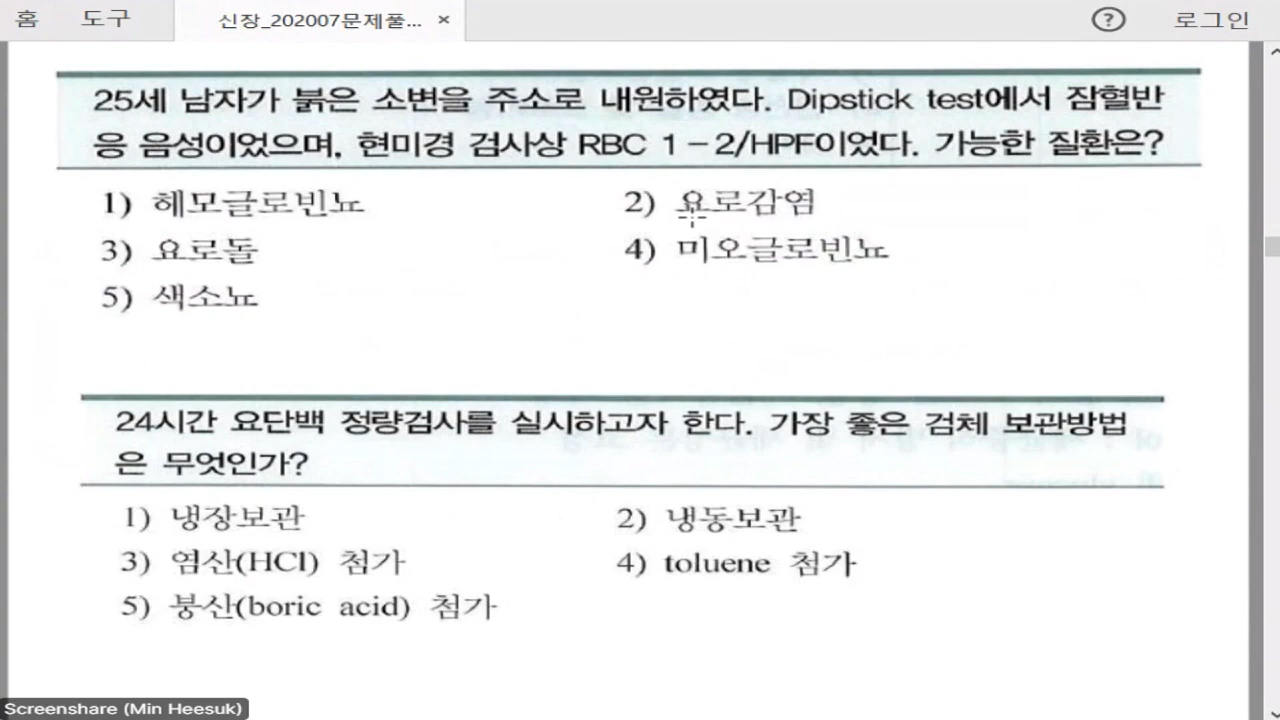 홈 도구 신장_202007문제풀... × ? 로그인
25세 남자가 붉은 소변을 주소로 내원하였다. Dipstick test에서 잠혈반
응 음성이었으며, 현미경 검사상 RBC 1－2/HPF이었다. 가능한 질환은?
1) 헤모글로빈뇨 2) 요로감염
3) 요로돌 4) 미오글로빈뇨
5) 색소뇨
24시간 요단백 정량검사를 실시하고자 한다. 가장 좋은 검체 보관방법
은 무엇인가?
1) 냉장보관 2) 냉동보관
3) 염산(HCl) 첨가 4) toluene 첨가
5) 붕산(boric acid) 첨가
Screenshare (Min Heesuk)